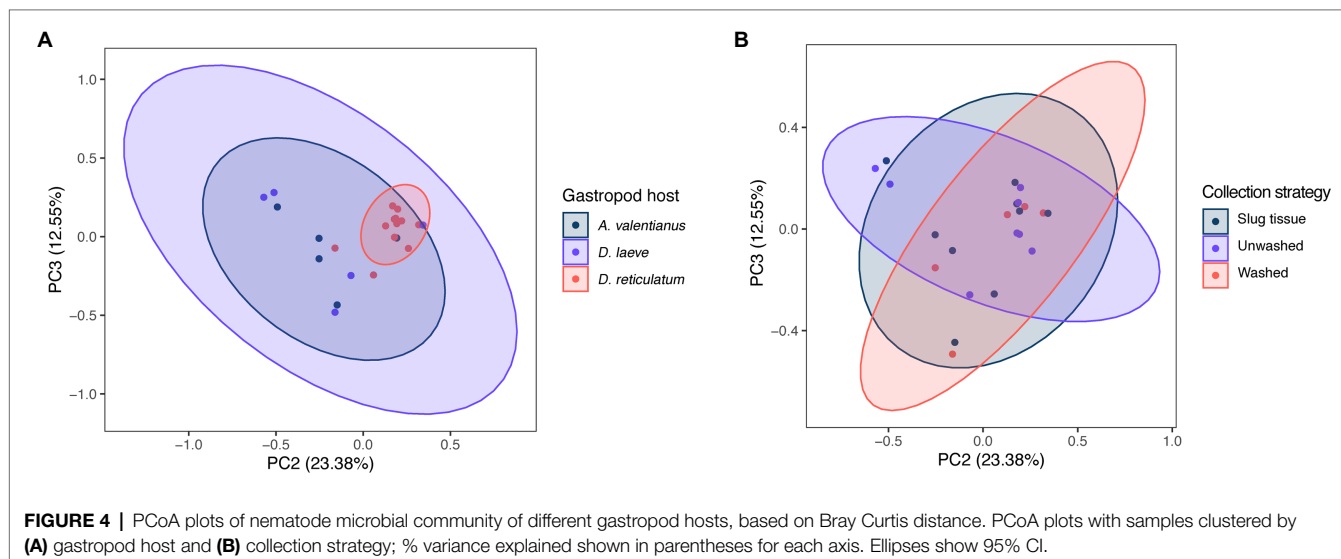 A
1.0
0.5
0.0
−0.5
−1.0
PC3 (12.55%)
−1.0
−0.5
0.0
0.5
PC2 (23.38%)
Gastropod host
A. valentianus
D. laeve
D. reticulatum
B
0.4
0.0
−0.4
PC3 (12.55%)
−0.5
0.0
0.5
1.0
PC2 (23.38%)
Collection strategy
Slug tissue
Unwashed
Washed
FIGURE 4 | PCoA plots of nematode microbial community of different gastropod hosts, based on Bray Curtis distance. PCoA plots with samples clustered by
(A) gastropod host and (B) collection strategy; % variance explained shown in parentheses for each axis. Ellipses show 95% CI.